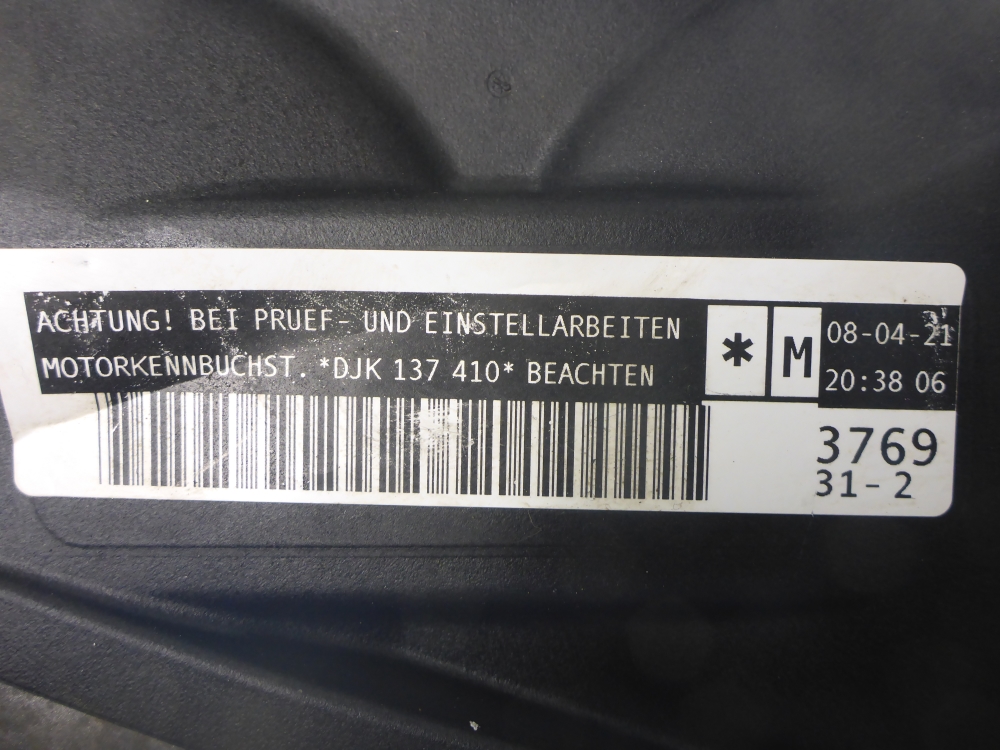 ACHTUNG! BEI PRUEF- UND EINSTELLARBEITEN
MOTORKENNBUCHST. *DJK 137 410* BEACHTEN
* M
08-04-21
20:38 06
3769
31-2